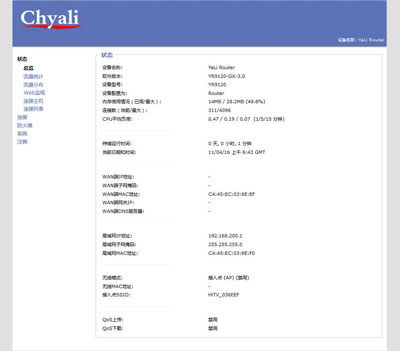 Chyali
设备名称: YaLi Router
状态
总览
流量统计
流量分布
Web监视
连接主机
连接列表
连接
防火墙
系统
注销
状态
设备名称: YaLi Router
软件版本: YR9120-GX-3.0
设备型号: YR9120
设备配置为: Router
内存使用情况 (已用/最大): 14MB / 28.2MB (49.8%)
连接数 (当前/最大): 311/4096
CPU平均负荷: 0.47 / 0.19 / 0.07 (1/5/15 分钟)
持续运行时间: 0 天, 0 小时, 1 分钟
当前日期和时间: 11/04/16 上午 6:43 GMT
WAN端IP地址: -
WAN端子网掩码: -
WAN端MAC地址: C4:45:EC:03:6E:EF
WAN端网关IP: -
WAN端DNS服务器: -
局域网IP地址: 192.168.200.1
局域网子网掩码: 255.255.255.0
局域网MAC地址: C4:45:EC:03:6E:F0
无线模式: 接入点 (AP) (禁用)
无线MAC地址: -
接入点SSID: HiTV_036EEF
QoS上传: 禁用
QoS下载: 禁用